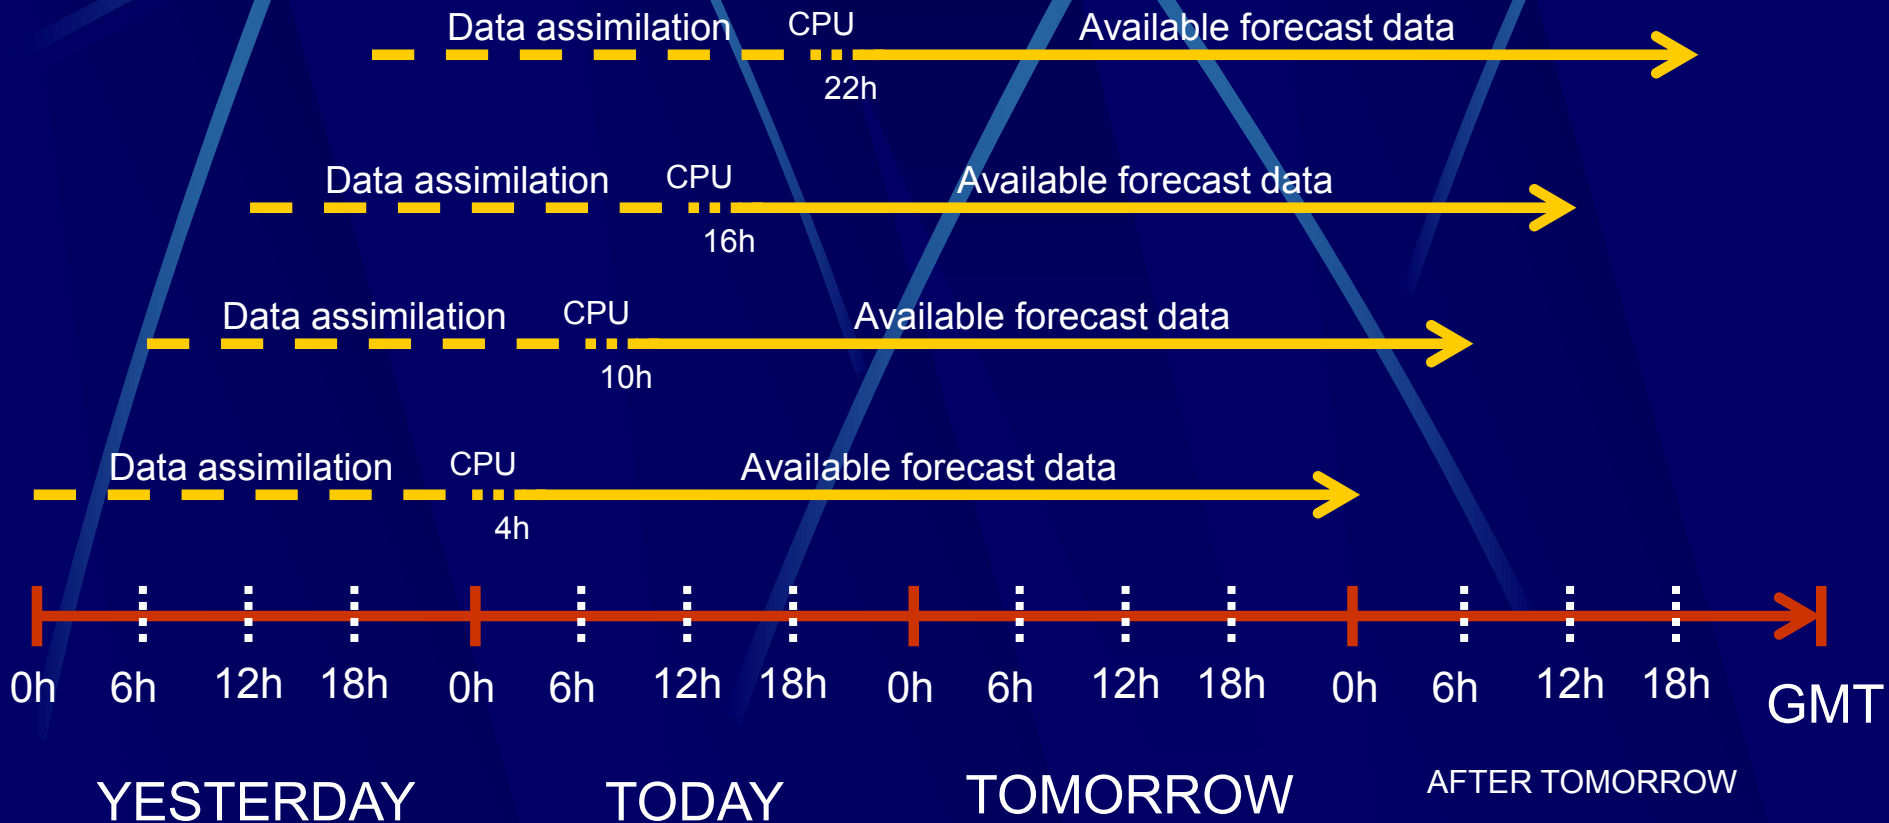 Data assimilation CPU Available forecast data
22h
Data assimilation CPU Available forecast data
16h
Data assimilation CPU Available forecast data
10h
Data assimilation CPU Available forecast data
4h
0h 6h 12h 18h 0h 6h 12h 18h 0h 6h 12h 18h 0h 6h 12h 18h GMT
YESTERDAY TODAY TOMORROW AFTER TOMORROW